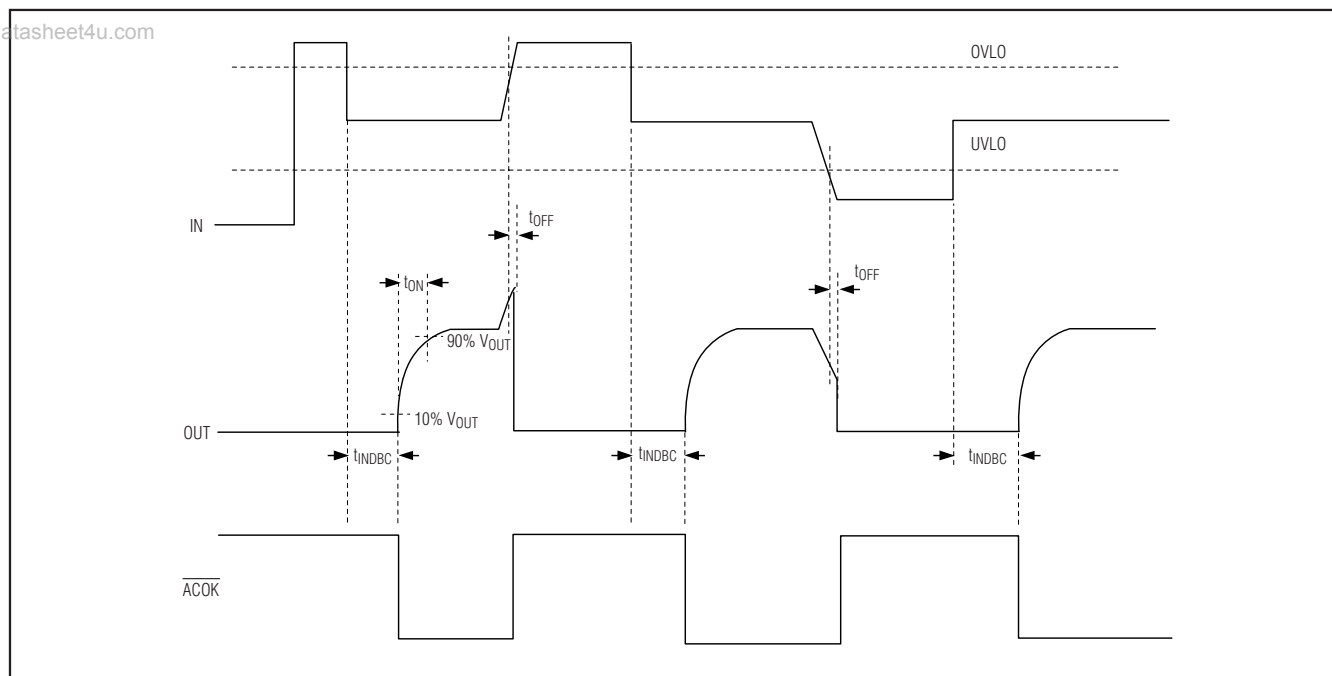 atasheet4u.com
OVLO
UVLO
IN
tOFF
tOFF
tON
90% VOUT
10% VOUT
OUT
tINDBC
tINDBC
tINDBC
ACOK